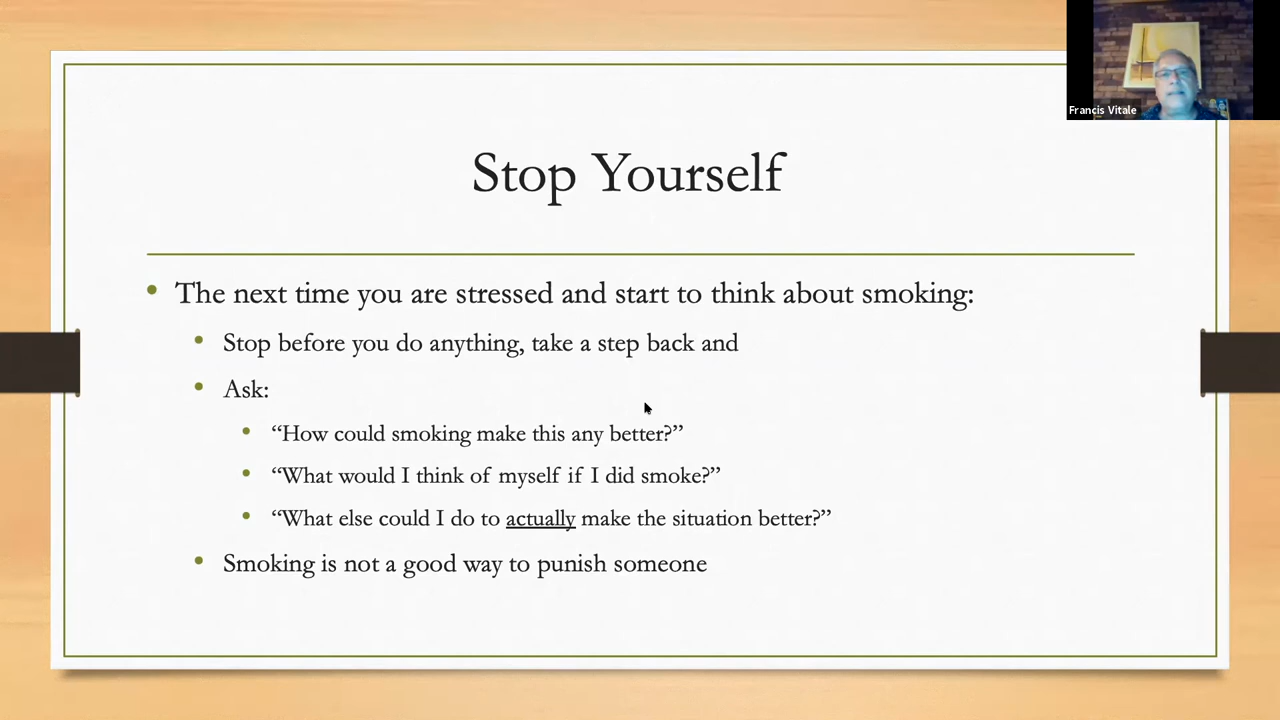 Francis Vitale
Stop Yourself
The next time you are stressed and start to think about smoking:
Stop before you do anything, take a step back and
Ask:
“How could smoking make this any better?”
“What would I think of myself if I did smoke?”
“What else could I do to actually make the situation better?”
Smoking is not a good way to punish someone